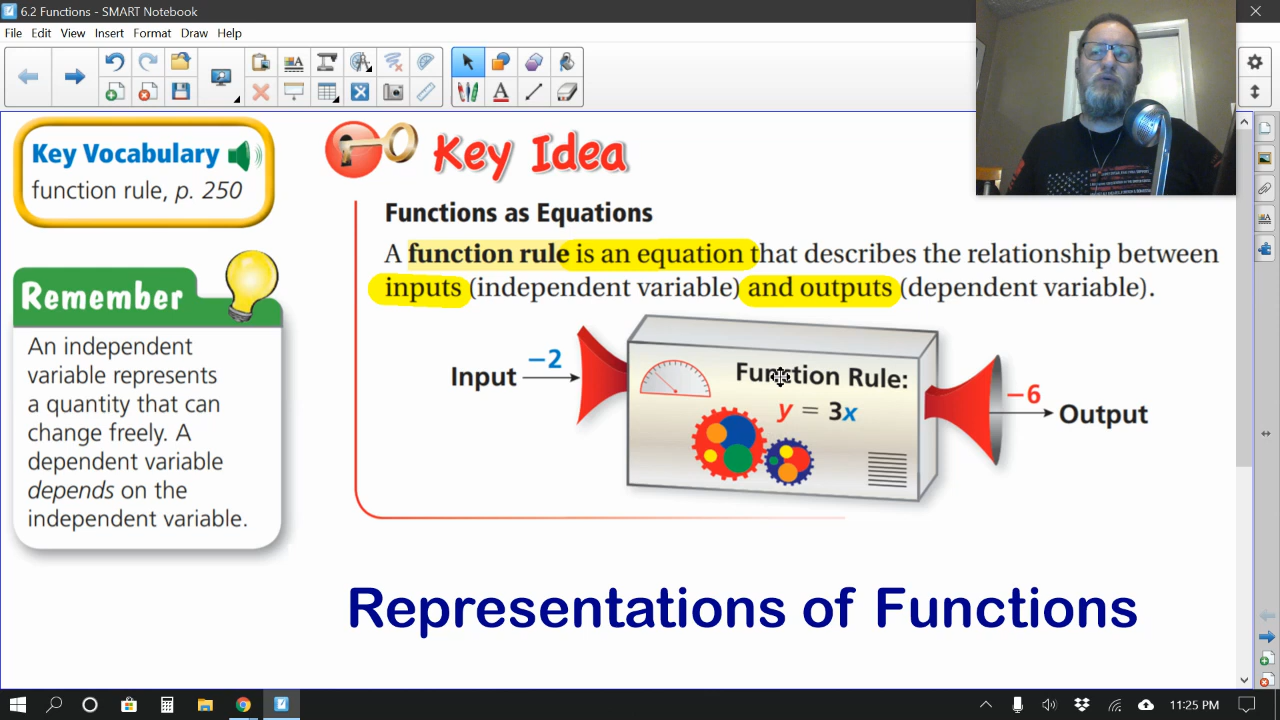 6.2 Functions - SMART Notebook
File Edit View Insert Format Draw Help
Key Vocabulary
function rule, p. 250
Remember
An independent
variable represents
a quantity that can
change freely. A
dependent variable
depends on the
independent variable.
Key Idea
Functions as Equations
A function rule is an equation that describes the relationship between
inputs (independent variable) and outputs (dependent variable).
Input −2
Function Rule:
y = 3x
−6 Output
Representations of Functions
11:25 PM